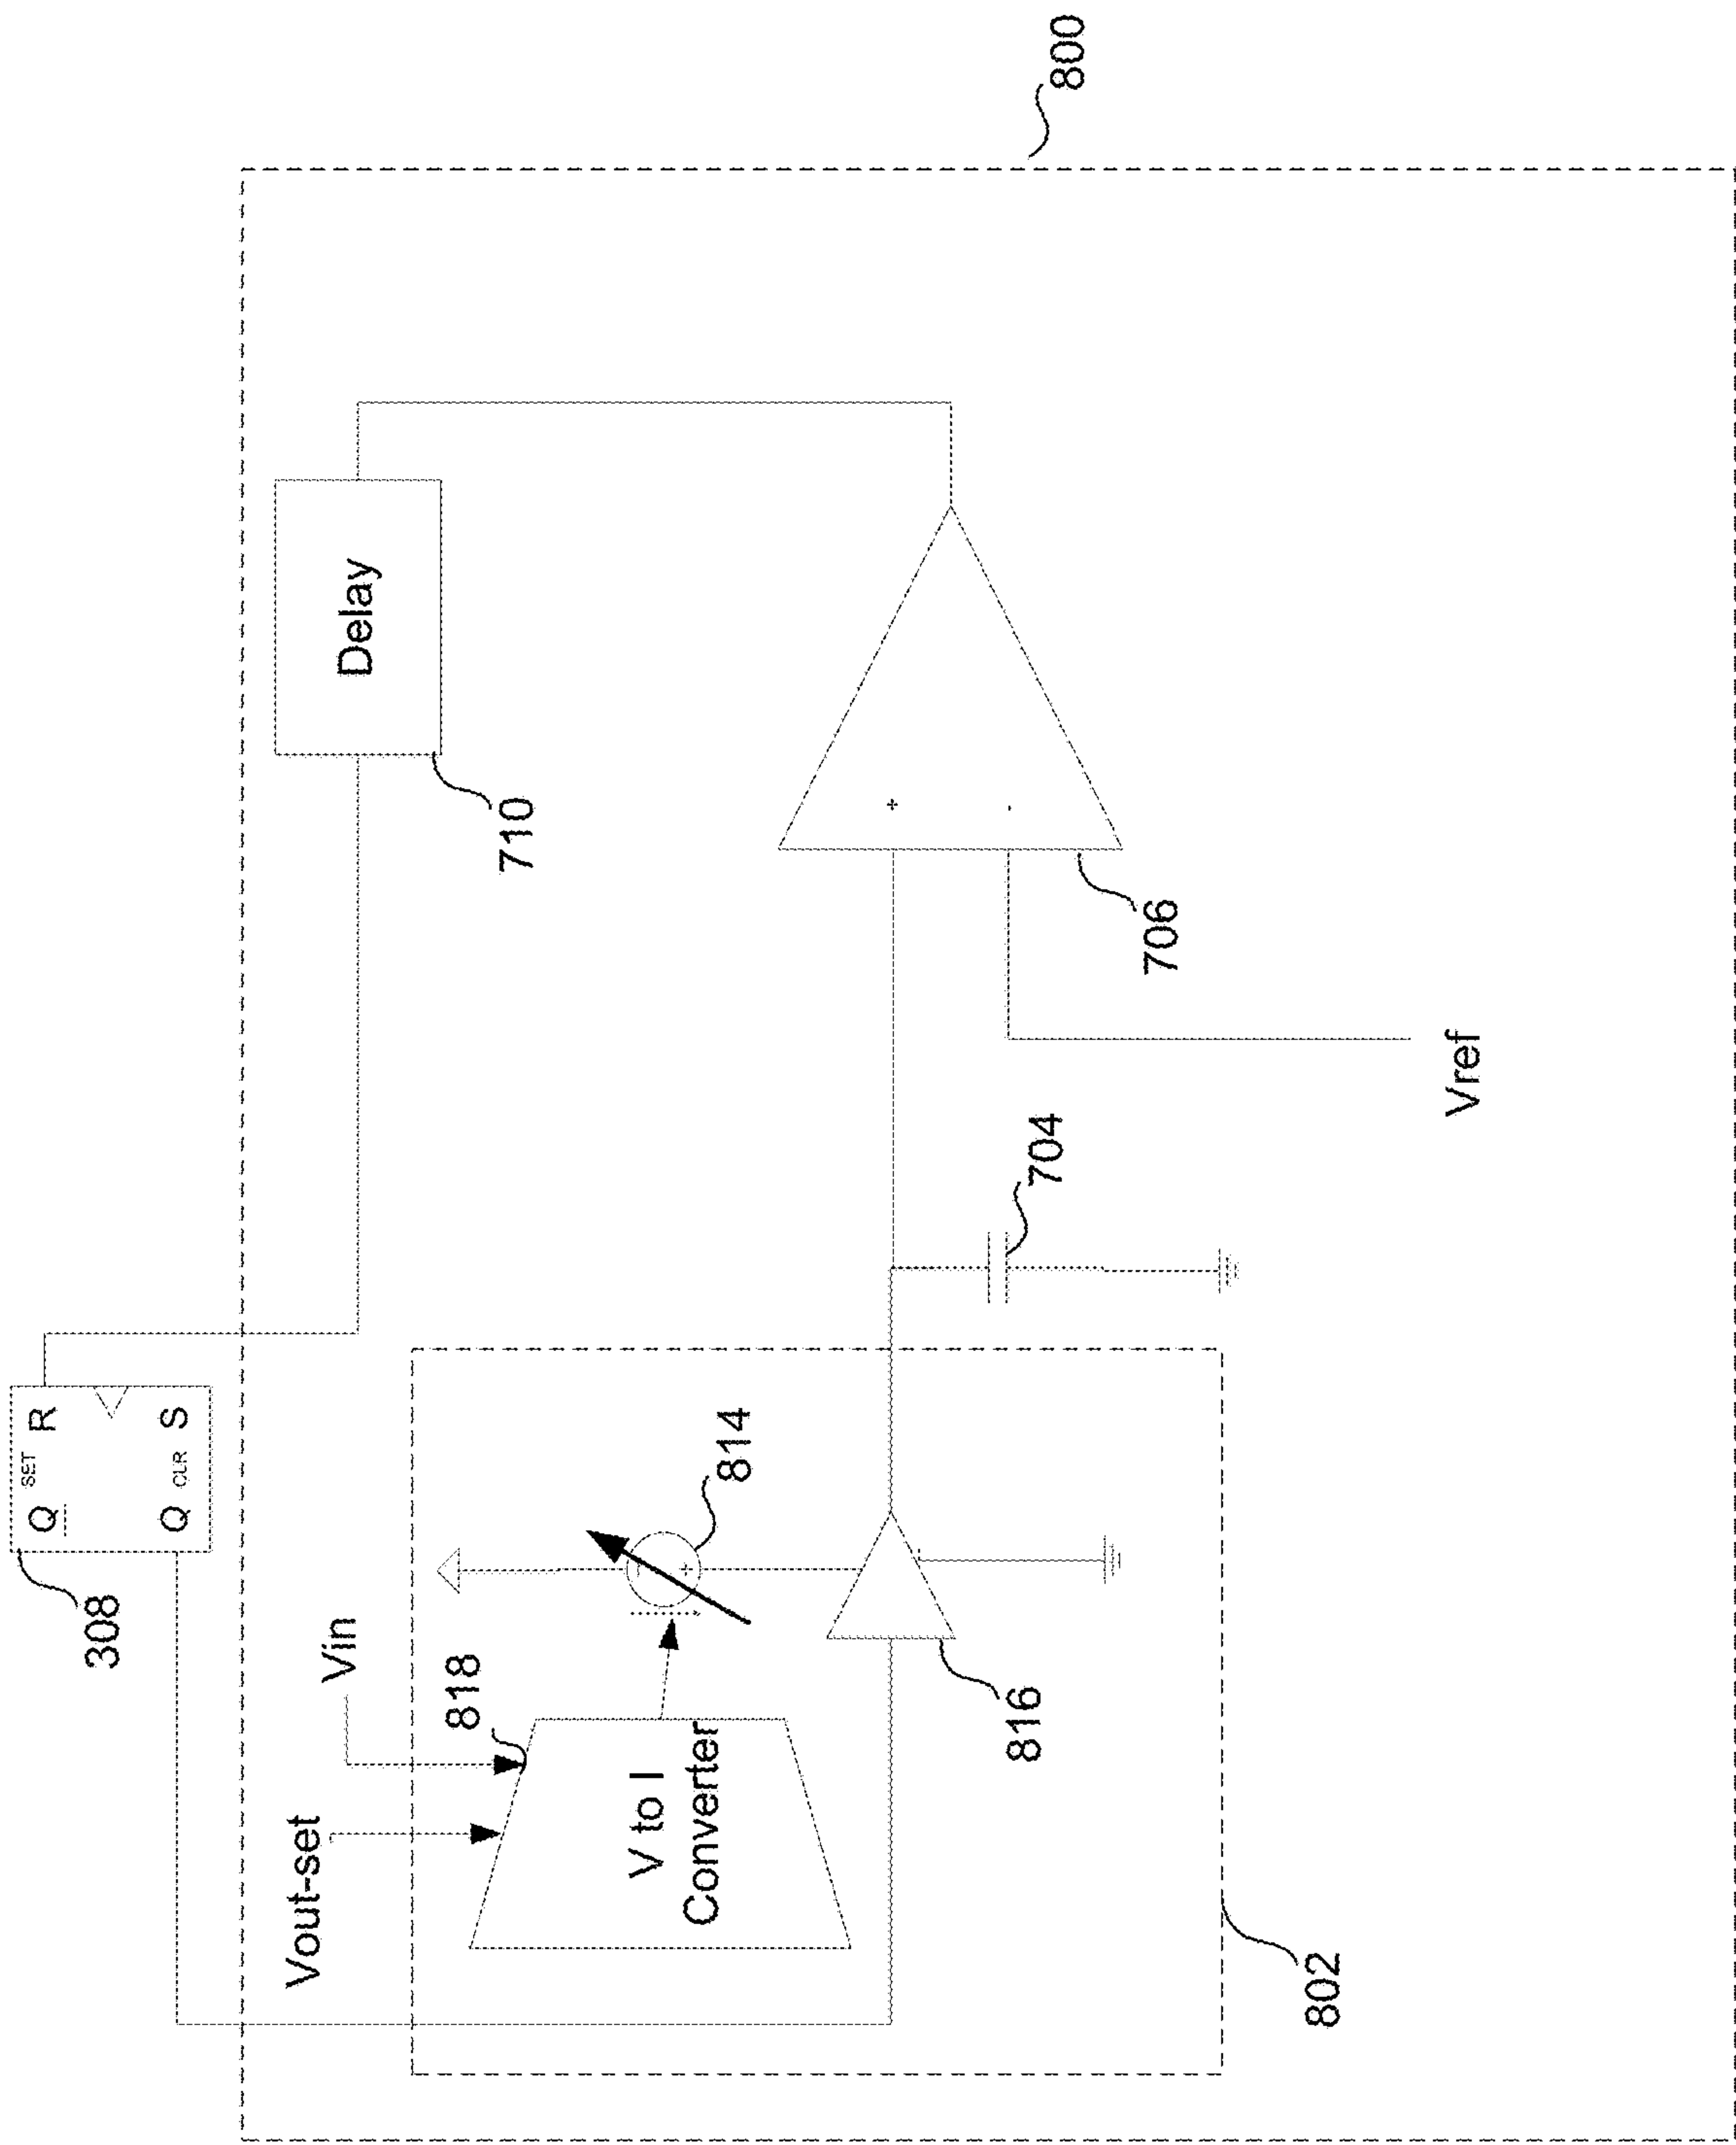 308
Q SET R
Q CLR S
800
Vout-set
Vin
818
V to I
Converter
814
816
802
Delay
710
+
-
706
704
Vref
+
-